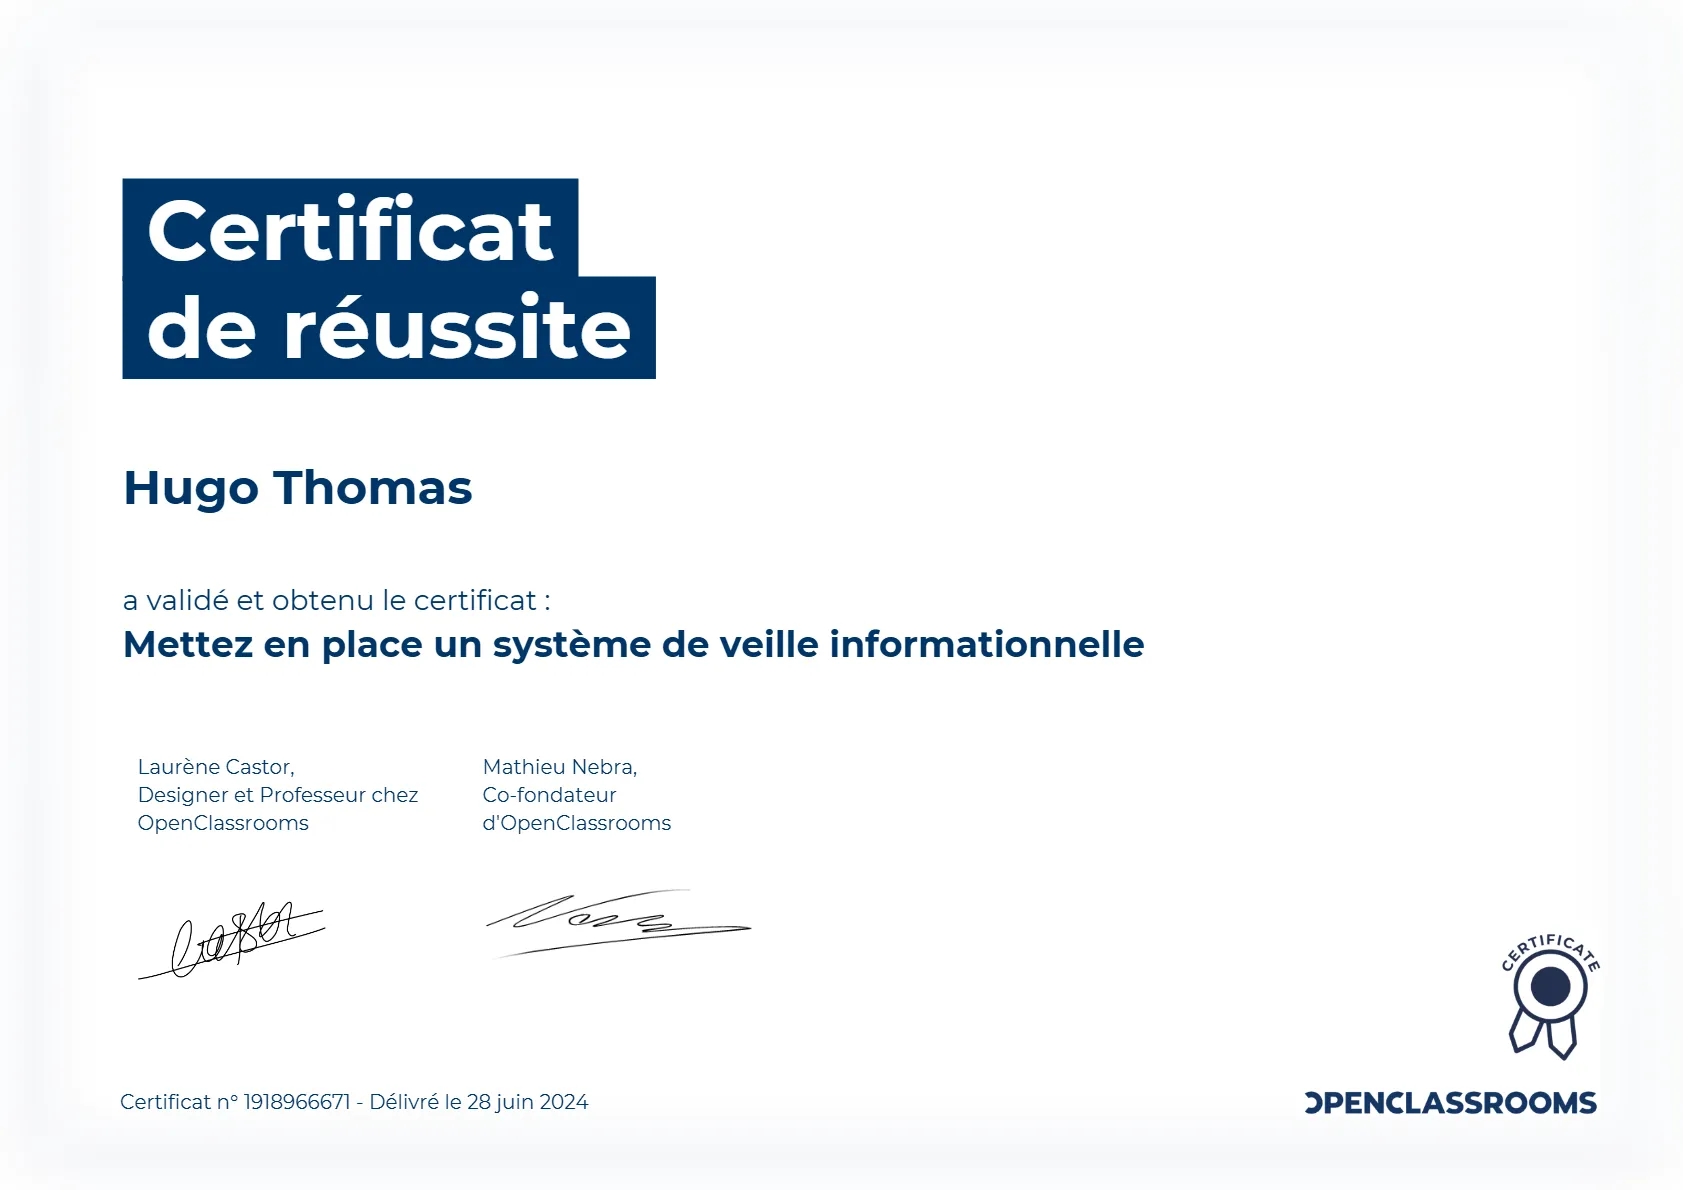 Certificat
de réussite
Hugo Thomas
a validé et obtenu le certificat :
Mettez en place un système de veille informationnelle
Laurène Castor,
Designer et Professeur chez
OpenClassrooms
Mathieu Nebra,
Co-fondateur
d'OpenClassrooms
CERTIFICATE
Certificat n° 1918966671 - Délivré le 28 juin 2024
OPENCLASSROOMS